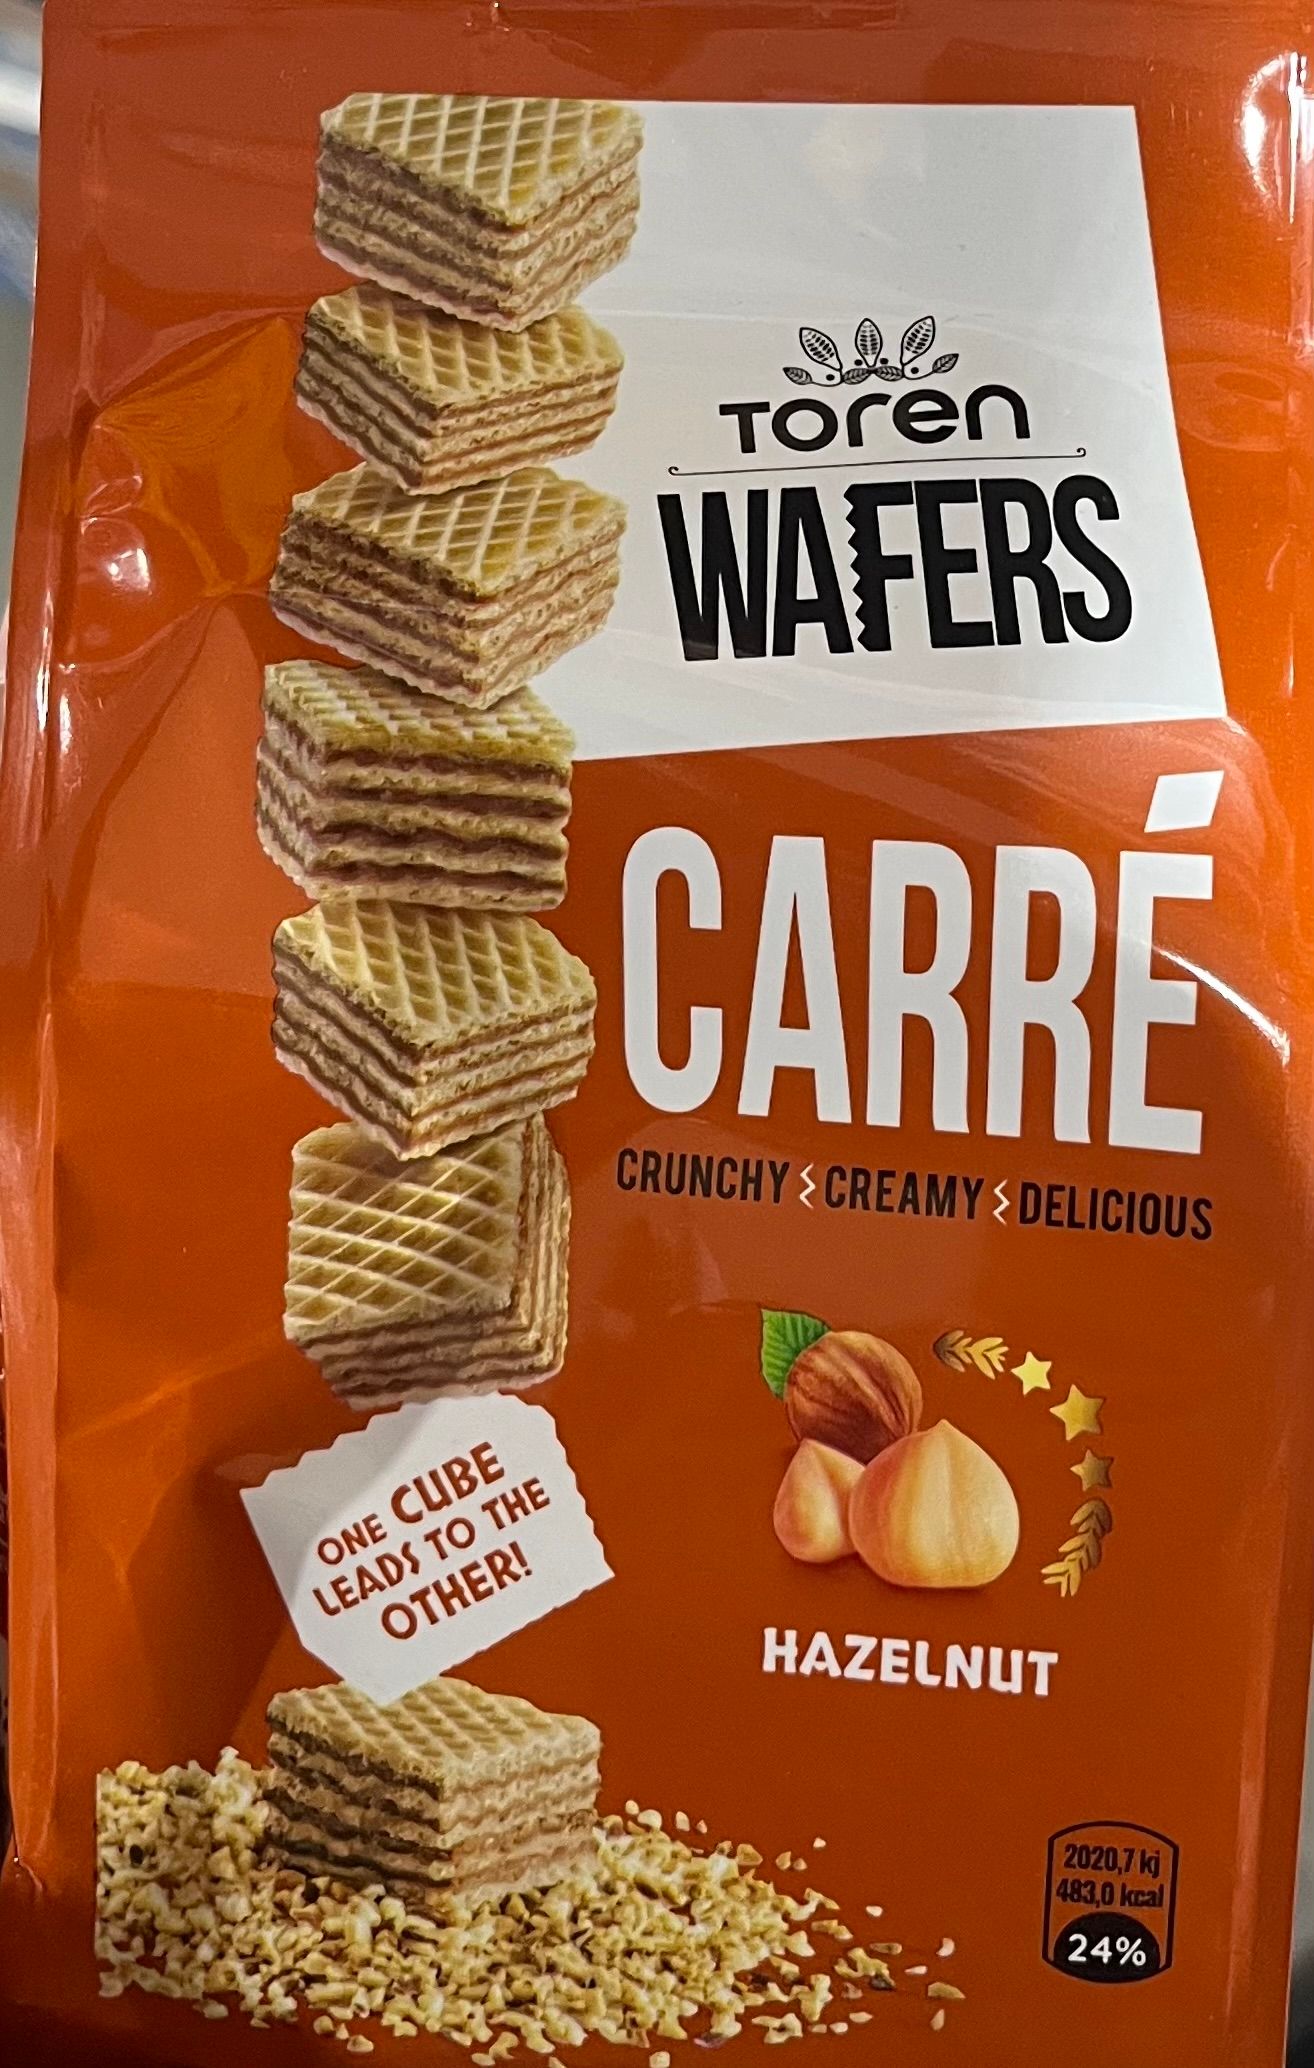 Toren
WAFERS
CARRÉ
CRUNCHY CREAMY DELICIOUS
ONE CUBE
LEADS TO THE
OTHER!
HAZELNUT
2020,7 kj
483,0 kcal
24%